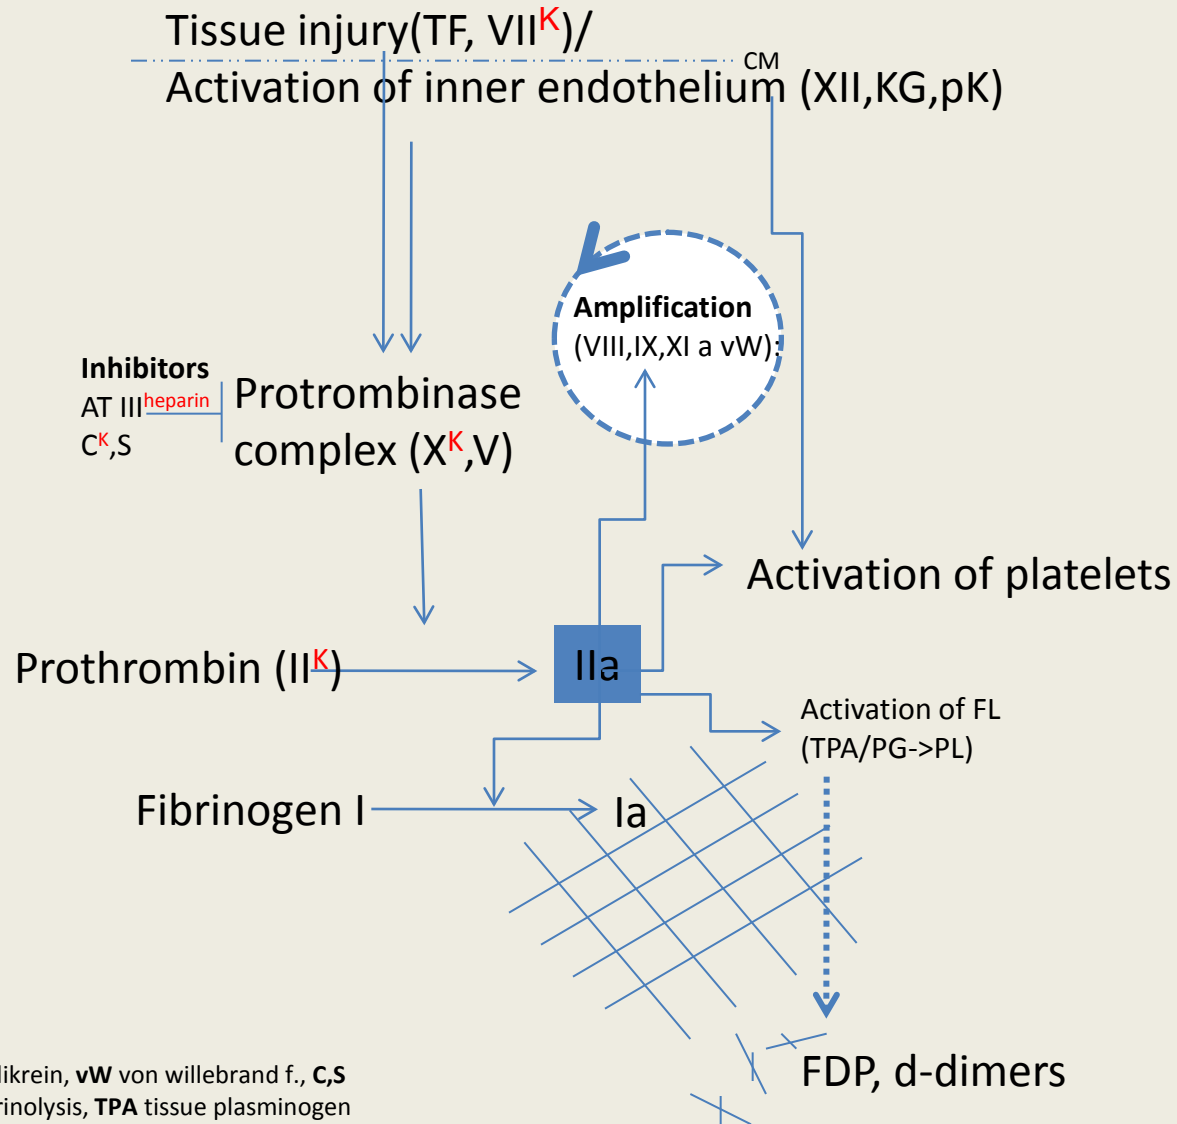 Tissue injury(TF, VIIK)/
CM
Activation of inner endothelium (XII,KG,pK)
Amplification
(VIII,IX,XI a vW):
Inhibitors
AT IIIheparin
CK,S
Protrombinase
complex (XK,V)
Activation of platelets
Prothrombin (IIK)
IIa
Activation of FL
(TPA/PG->PL)
Fibrinogen I
Ia
FDP, d-dimers
likrein, vW von willebrand f., C,S
rinolysis, TPA tissue plasminogen